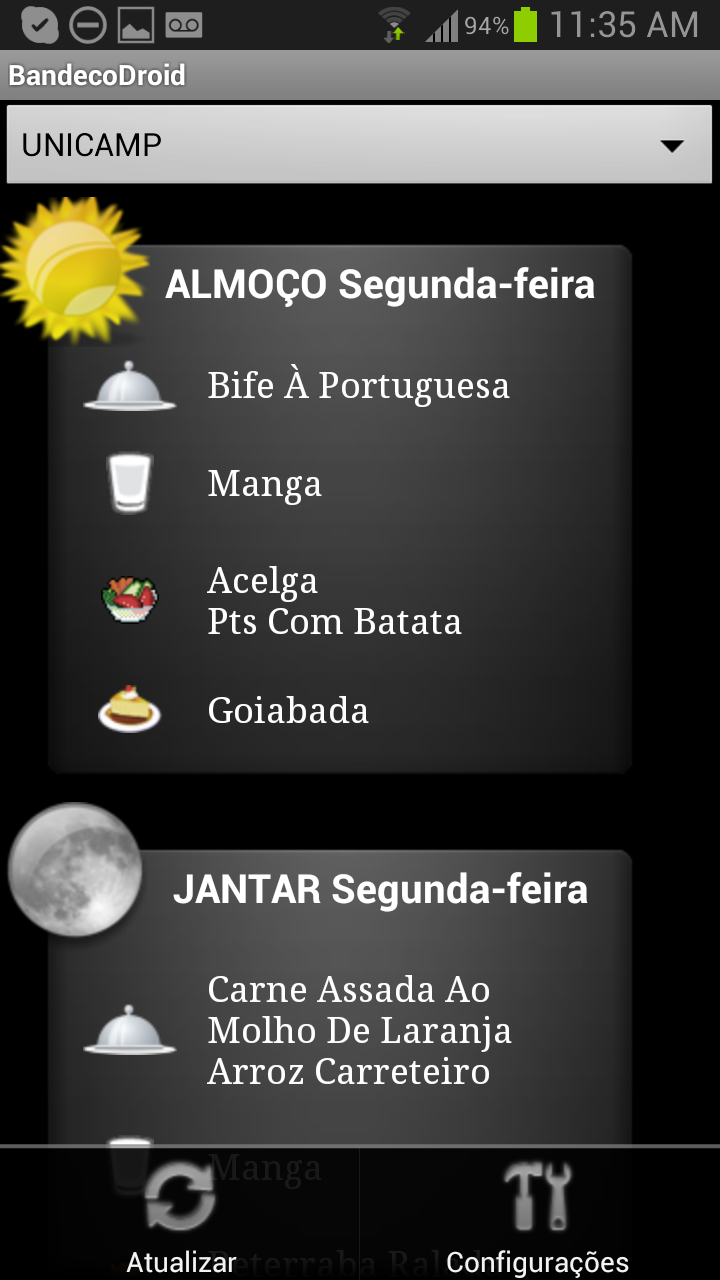 94% 11:35 AM
BandecoDroid
UNICAMP
ALMOÇO Segunda-feira
Bife À Portuguesa
Manga
Acelga
Pts Com Batata
Goiabada
JANTAR Segunda-feira
Carne Assada Ao
Molho De Laranja
Arroz Carreteiro
Manga
Atualizar
Configurações